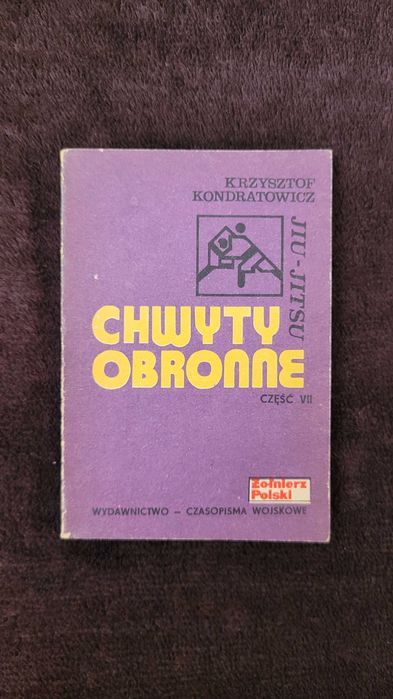 KRZYSZTOF
KONDRATOWICZ
JIU-JITSU
CHWYTY
OBRONNE
CZĘŚĆ VII
Żołnierz
Polski
WYDAWNICTWO – CZASOPISMA WOJSKOWE